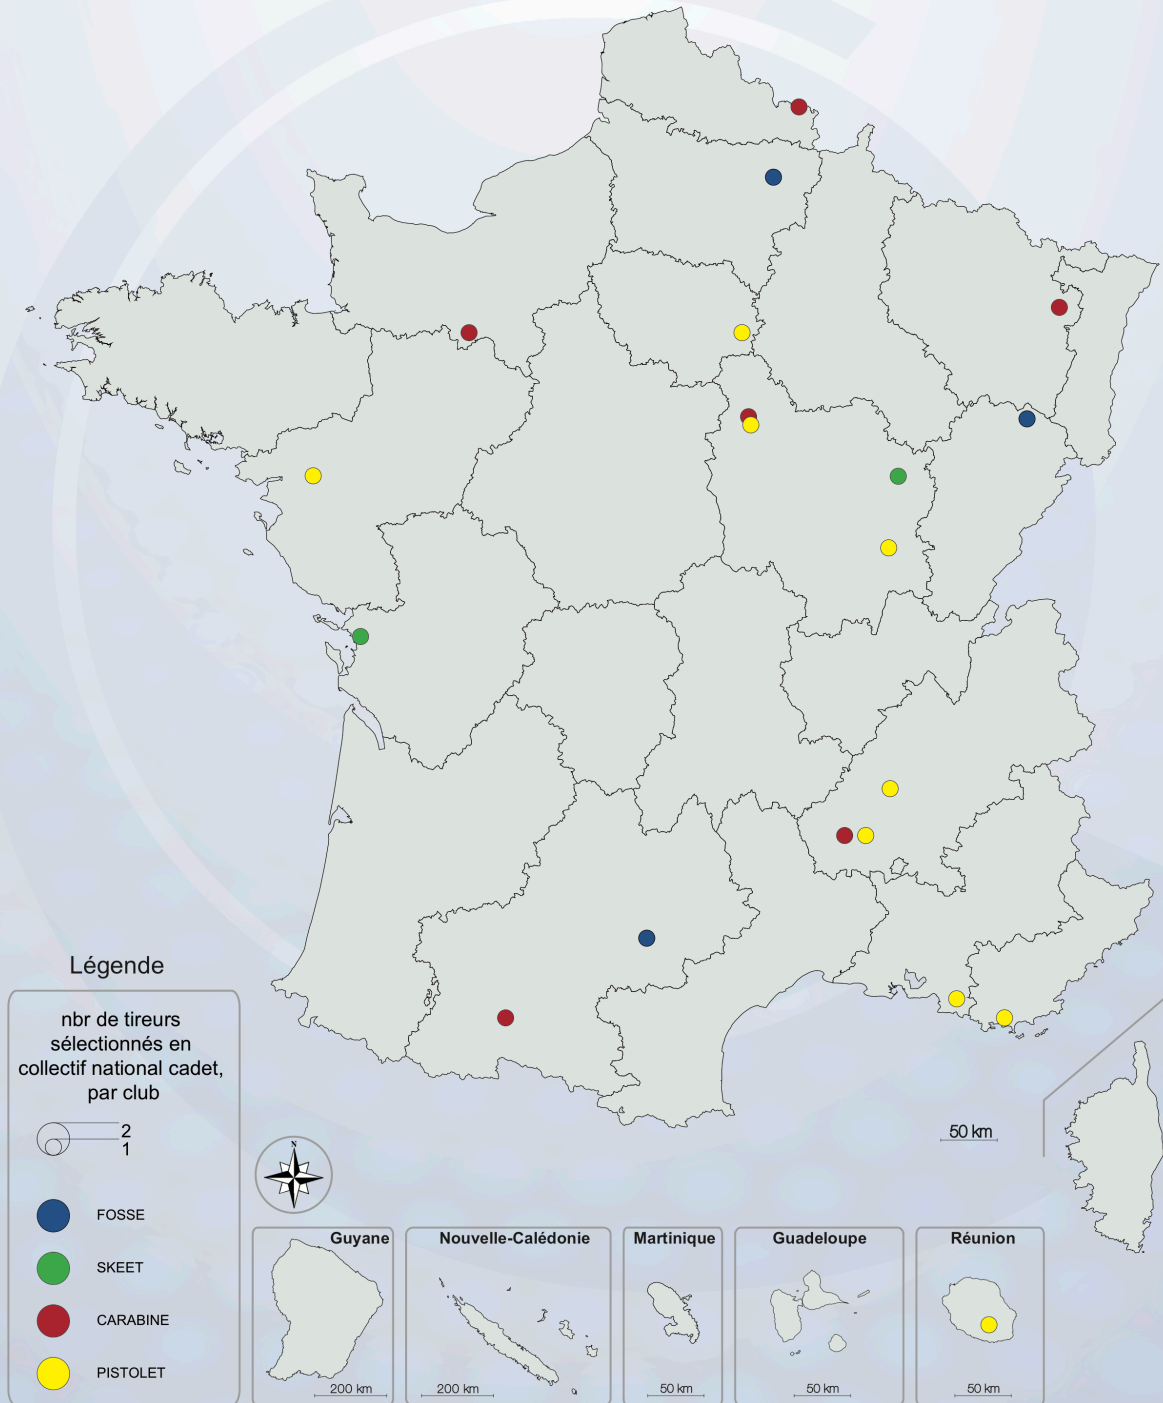 Légende
nbr de tireurs
sélectionnés en
collectif national cadet,
par club
2
1
FOSSE
SKEET
CARABINE
PISTOLET
N
50 km
Guyane
200 km
Nouvelle-Calédonie
200 km
Martinique
50 km
Guadeloupe
50 km
Réunion
50 km